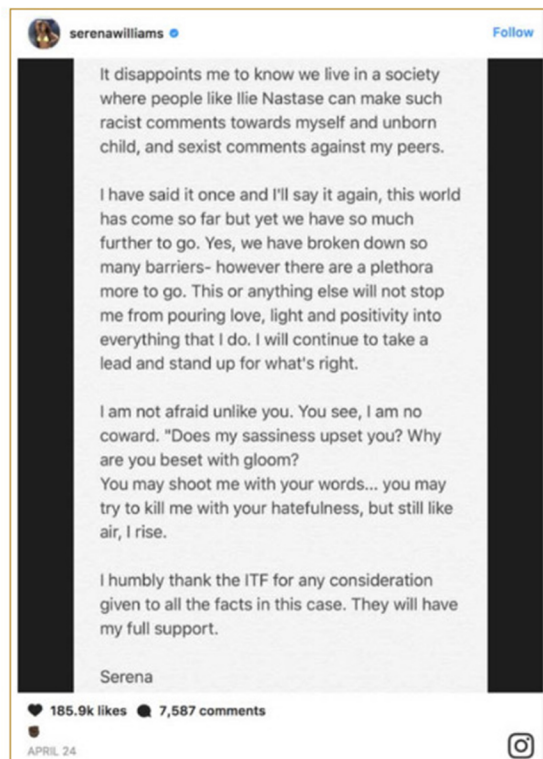 serenawilliams
Follow
It disappoints me to know we live in a society
where people like Ilie Nastase can make such
racist comments towards myself and unborn
child, and sexist comments against my peers.
I have said it once and I'll say it again, this world
has come so far but yet we have so much
further to go. Yes, we have broken down so
many barriers- however there are a plethora
more to go. This or anything else will not stop
me from pouring love, light and positivity into
everything that I do. I will continue to take a
lead and stand up for what's right.
I am not afraid unlike you. You see, I am no
coward. "Does my sassiness upset you? Why
are you beset with gloom?
You may shoot me with your words... you may
try to kill me with your hatefulness, but still like
air, I rise.
I humbly thank the ITF for any consideration
given to all the facts in this case. They will have
my full support.
Serena
185.9k likes 7,587 comments
APRIL 24